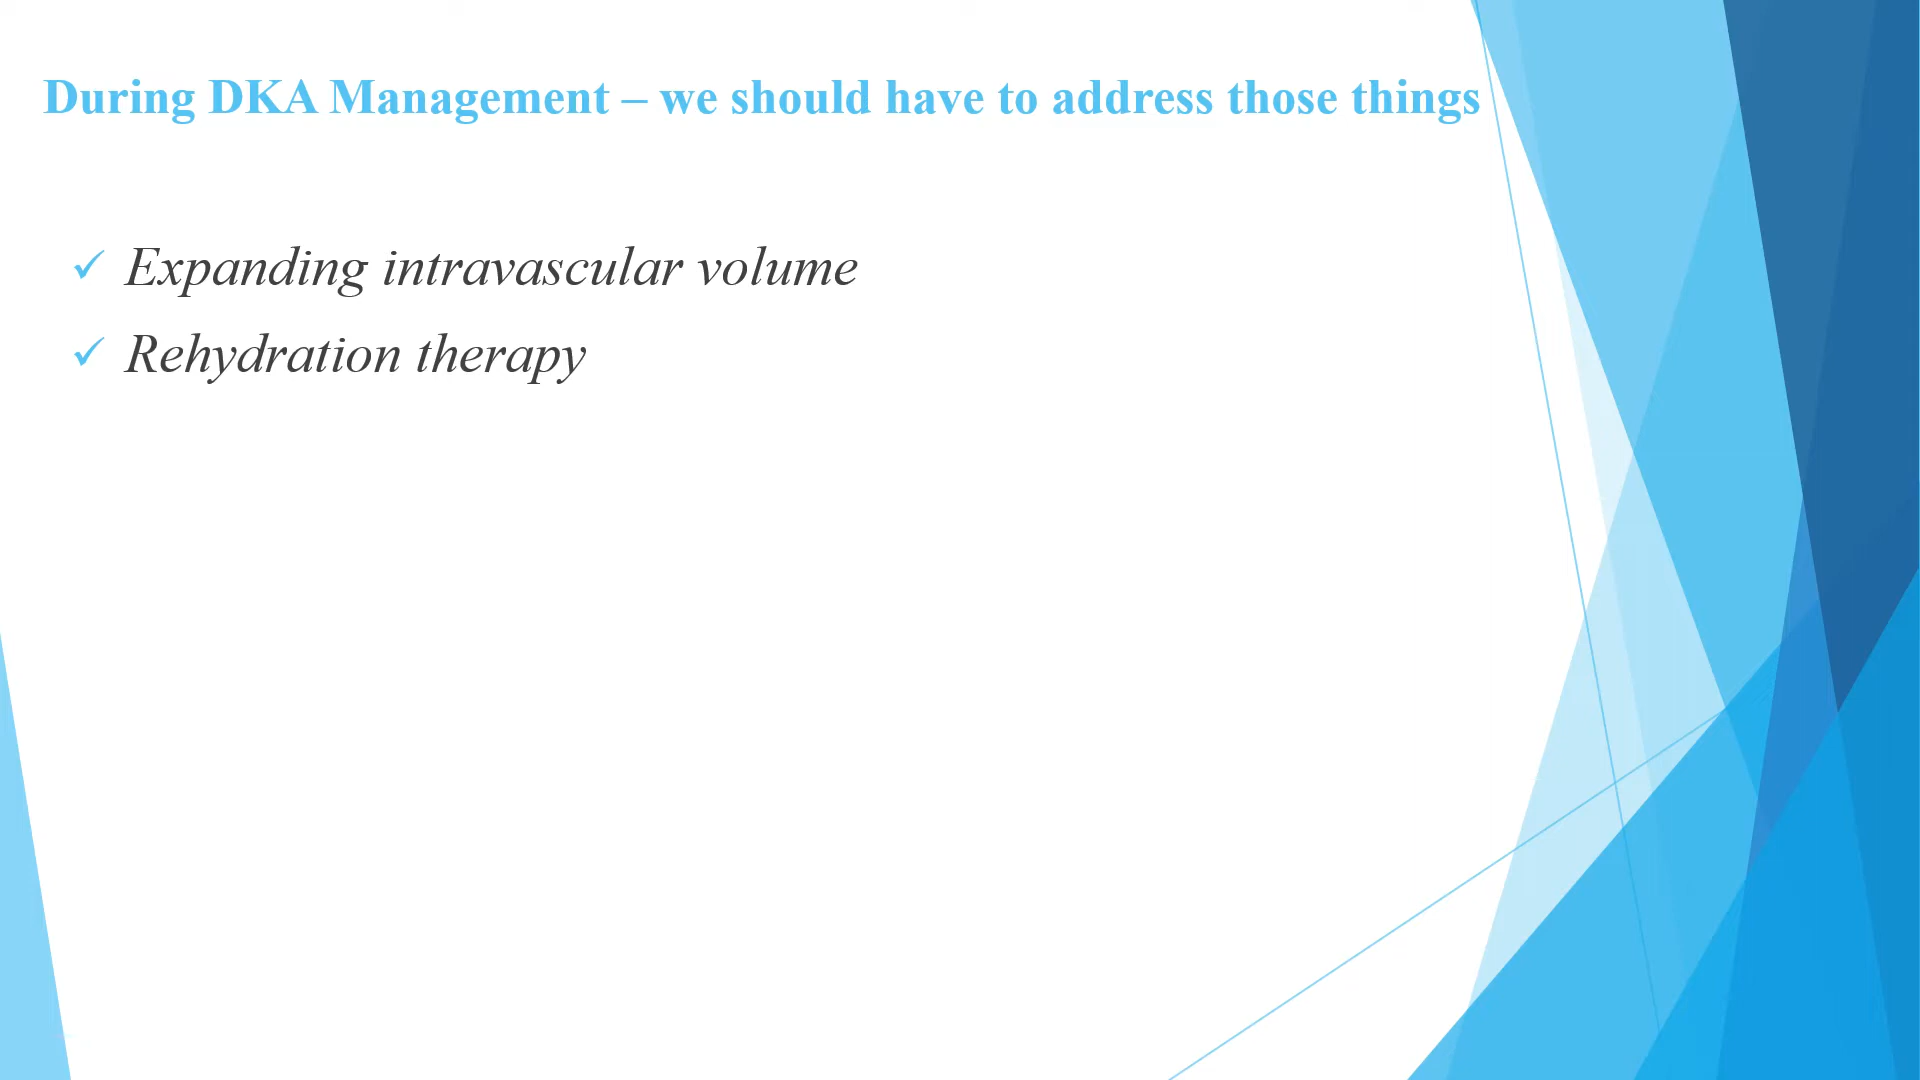 During DKA Management – we should have to address those things
✓ Expanding intravascular volume
✓ Rehydration therapy